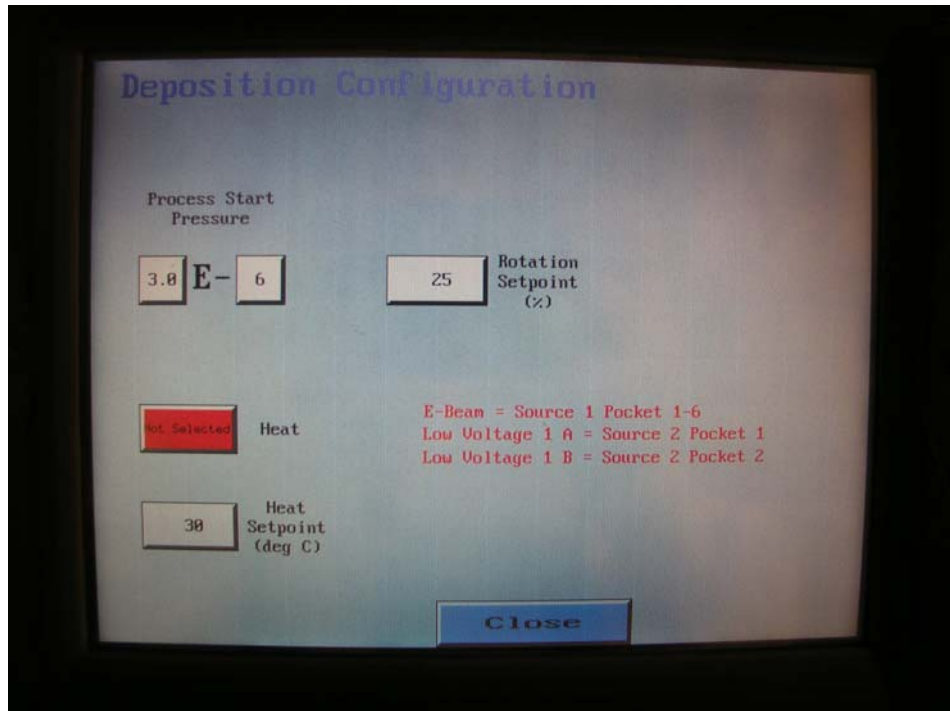 Deposition Configuration
Process Start
Pressure
3.0 E- 6
25
Rotation
Setpoint
(%)
Not Selected
Heat
E-Beam = Source 1 Pocket 1-6
Low Voltage 1 A = Source 2 Pocket 1
Low Voltage 1 B = Source 2 Pocket 2
30
Heat
Setpoint
(deg C)
Close